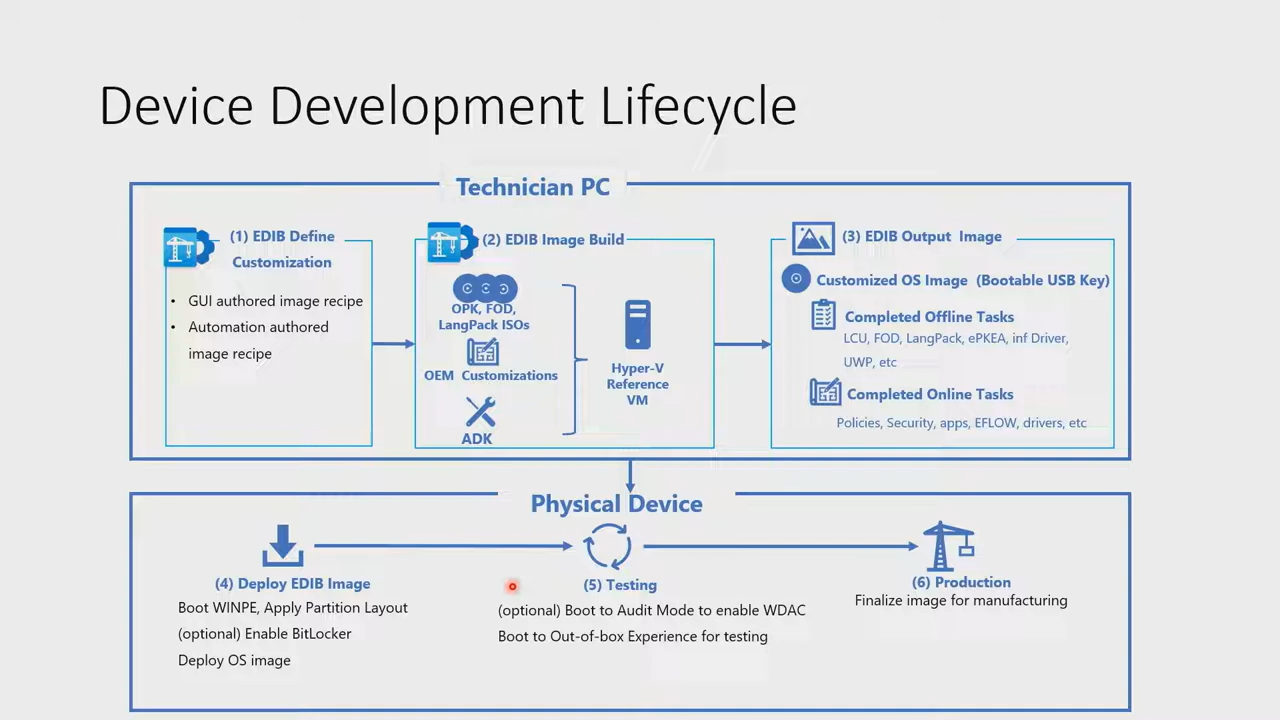 Device Development Lifecycle
Technician PC
(1) EDIB Define
Customization
• GUI authored image recipe
• Automation authored
image recipe
(2) EDIB Image Build
OPK, FOD,
LangPack ISOs
OEM Customizations
ADK
Hyper-V
Reference
VM
(3) EDIB Output Image
Customized OS Image (Bootable USB Key)
Completed Offline Tasks
LCU, FOD, LangPack, ePKEA, inf Driver,
UWP, etc
Completed Online Tasks
Policies, Security, apps, EFLOW, drivers, etc
Physical Device
(4) Deploy EDIB Image
Boot WINPE, Apply Partition Layout
(optional) Enable BitLocker
Deploy OS image
(5) Testing
(optional) Boot to Audit Mode to enable WDAC
Boot to Out-of-box Experience for testing
(6) Production
Finalize image for manufacturing